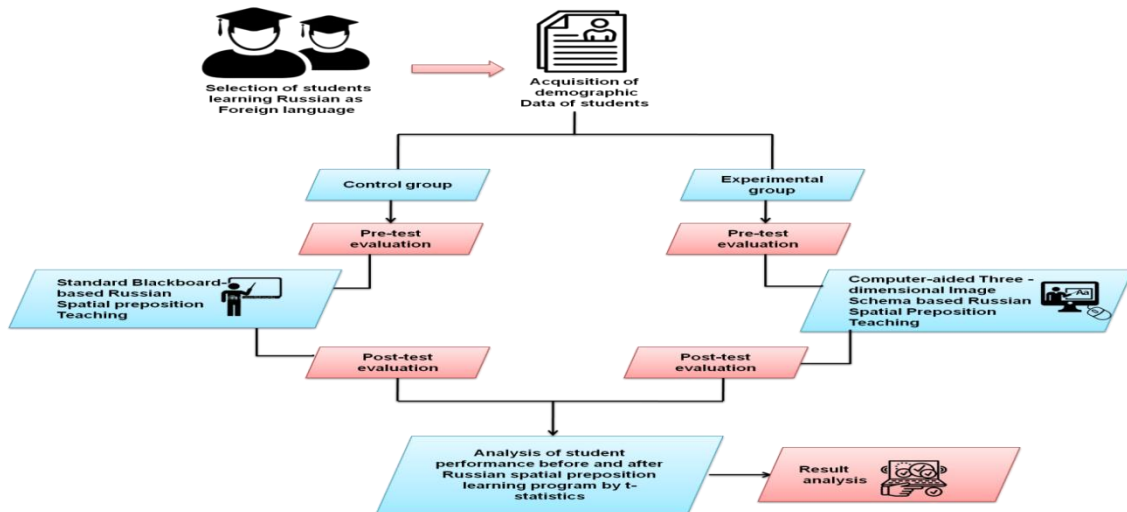 Selection of students
learning Russian as
Foreign language
Acquisition of
demographic
Data of students
Control group
Experimental
group
Pre-test
evaluation
Pre-test
evaluation
Standard Blackboard-
based Russian
Spatial preposition
Teaching
Computer-aided Three -
dimensional Image
Schema based Russian
Spatial Preposition
Teaching
Aa
Post-test
evaluation
Post-test
evaluation
Analysis of student
performance before and after
Russian spatial preposition
learning program by t-
statistics
Result
analysis